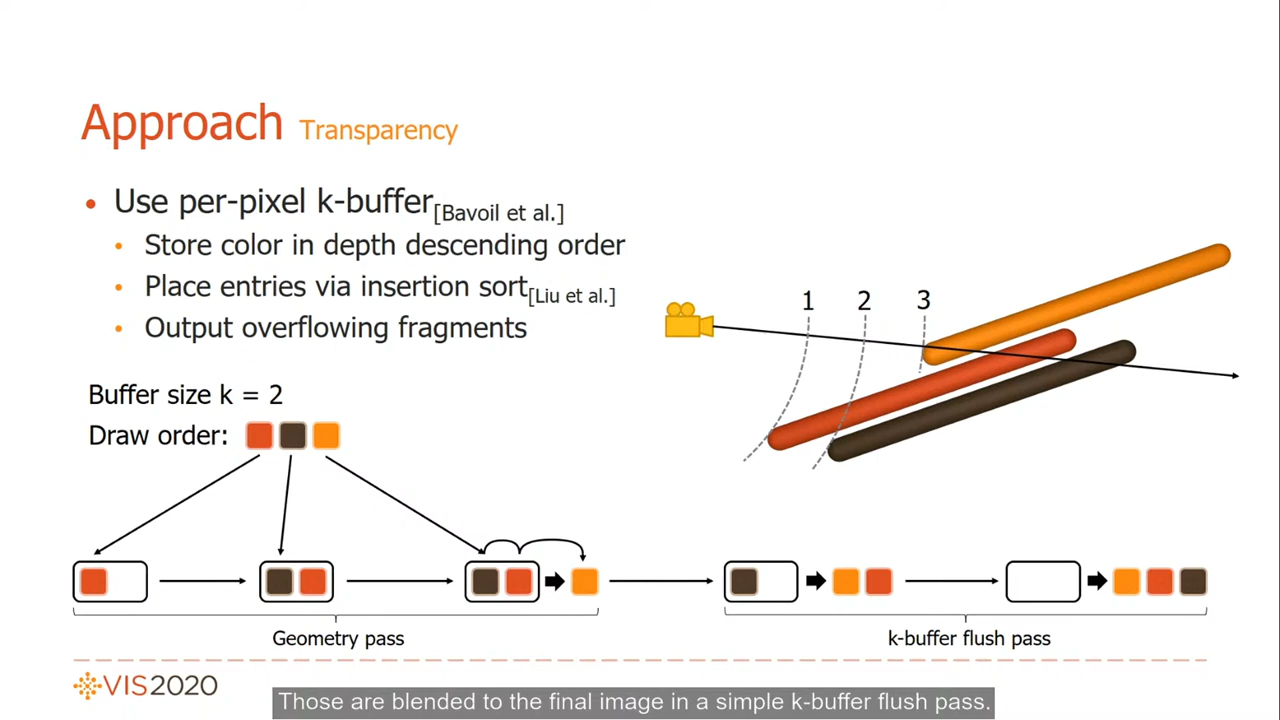 Approach Transparency
• Use per-pixel k-buffer[Bavoil et al.]
• Store color in depth descending order
• Place entries via insertion sort[Liu et al.]
• Output overflowing fragments
1 2 3
Buffer size k = 2
Draw order:
Geometry pass
k-buffer flush pass
VIS2020
Those are blended to the final image in a simple k-buffer flush pass.